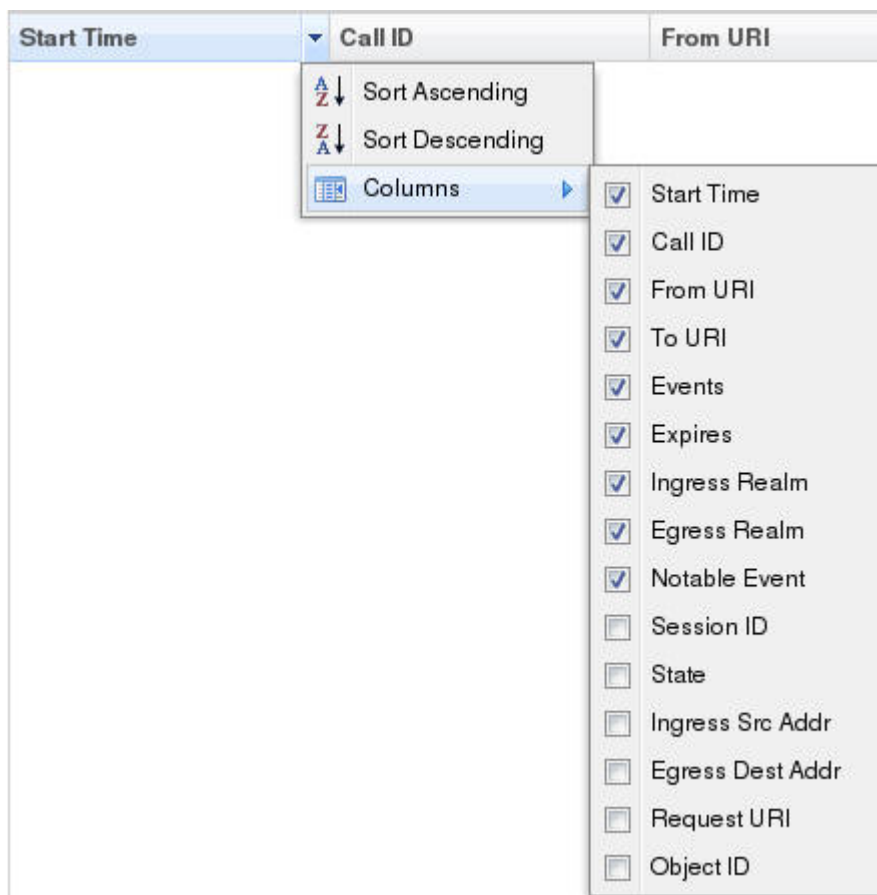 Start Time Call ID From URI
Sort Ascending
Sort Descending
Columns
Start Time
Call ID
From URI
To URI
Events
Expires
Ingress Realm
Egress Realm
Notable Event
Session ID
State
Ingress Src Addr
Egress Dest Addr
Request URI
Object ID